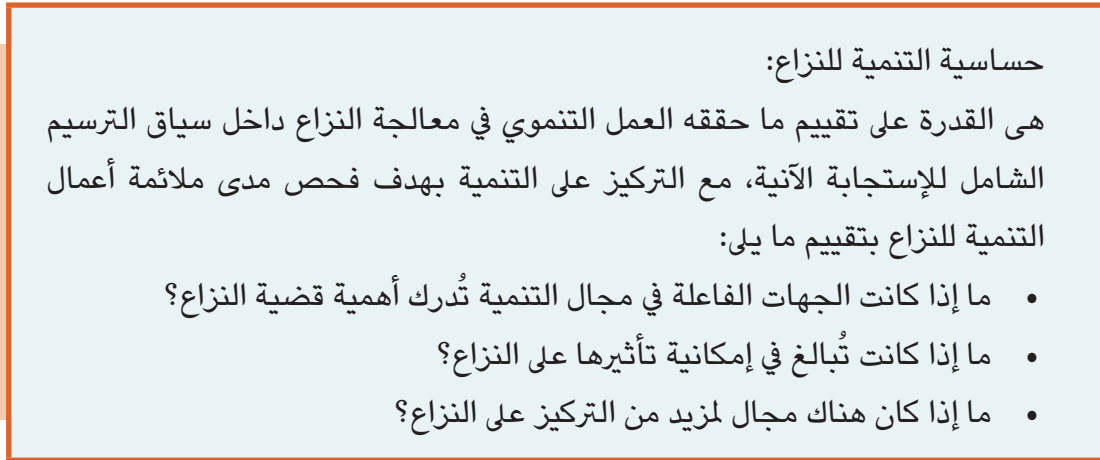 حساسية التنمية للنزاع:
هى القدرة على تقييم ما حققه العمل التنموي في معالجة النزاع داخل سياق الترسيم
الشامل للإستجابة الآنية، مع التركيز على التنمية بهدف فحص مدى ملائمة أعمال
التنمية للنزاع بتقييم ما يلى:
• ما إذا كانت الجهات الفاعلة في مجال التنمية تُدرك أهمية قضية النزاع؟
• ما إذا كانت تُبالغ في إمكانية تأثيرها على النزاع؟
• ما إذا كان هناك مجال لمزيد من التركيز على النزاع؟